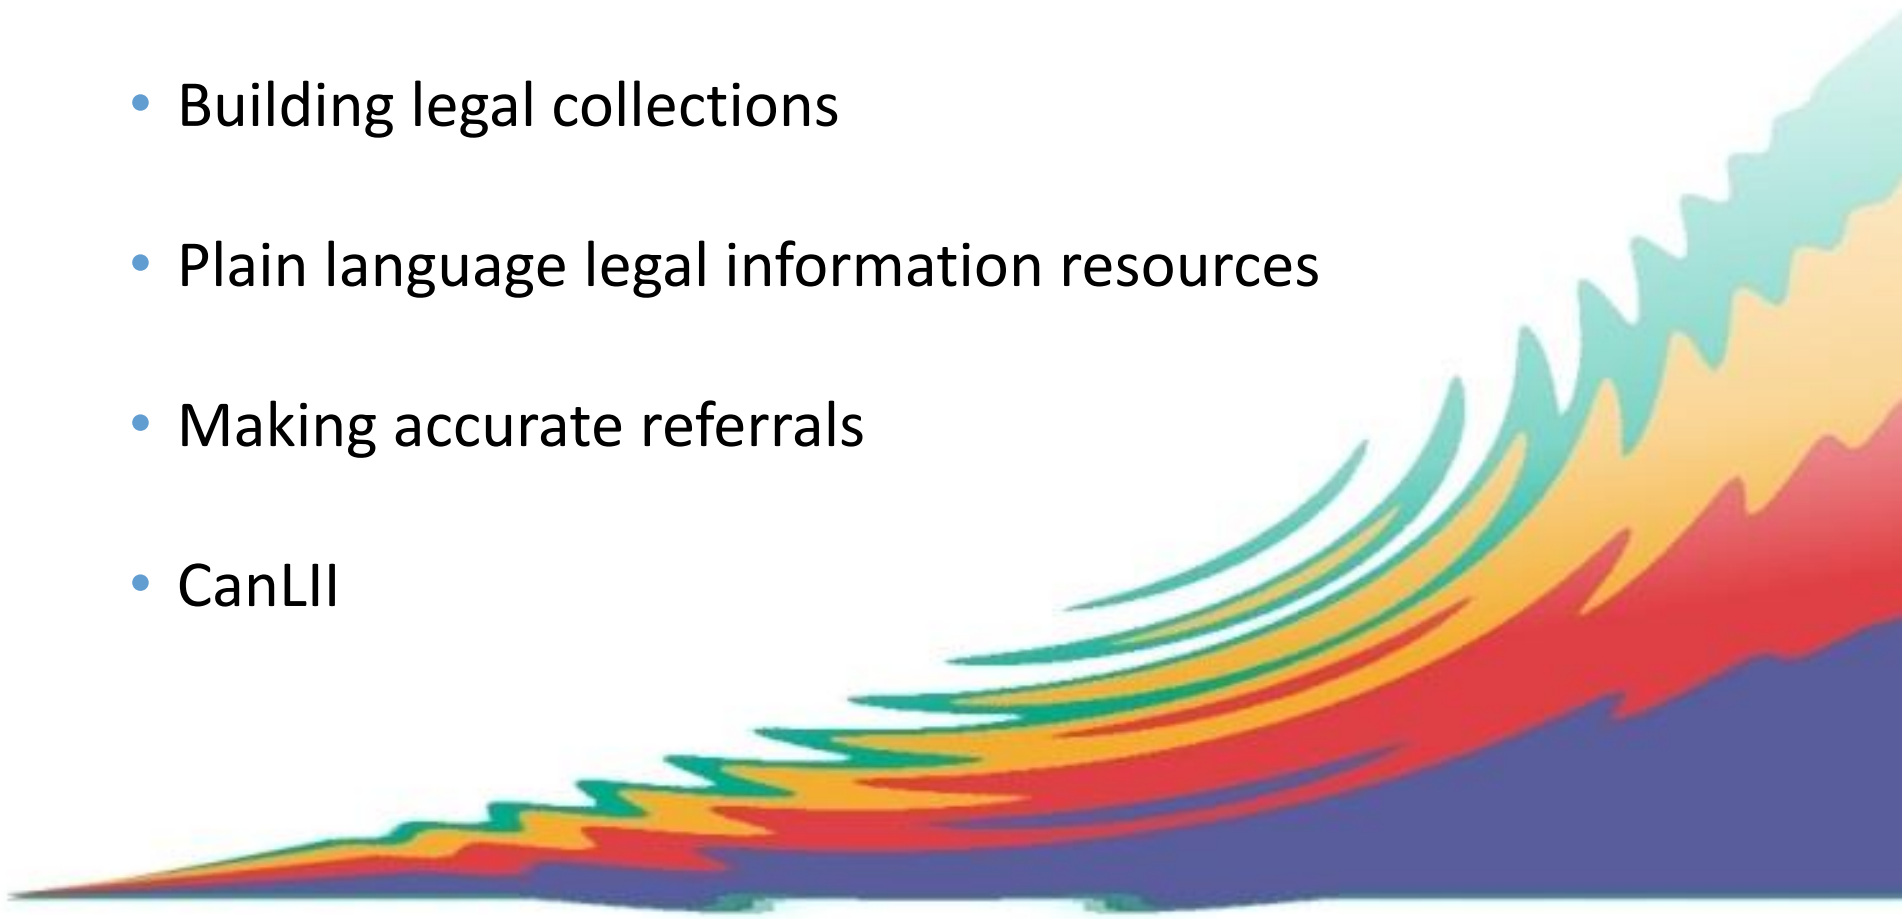 • Building legal collections
• Plain language legal information resources
• Making accurate referrals
• CanLII